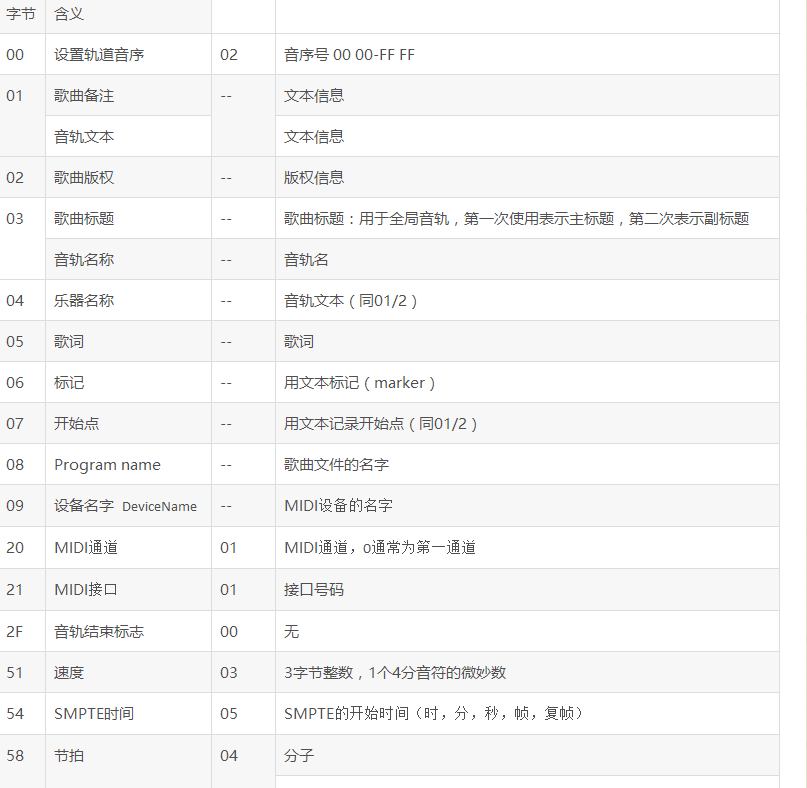 字节 含义
00 设置轨道音序 02 音序号 00 00-FF FF
01 歌曲备注 -- 文本信息
音轨文本 文本信息
02 歌曲版权 -- 版权信息
03 歌曲标题 -- 歌曲标题：用于全局音轨，第一次使用表示主标题，第二次表示副标题
音轨名称 -- 音轨名
04 乐器名称 -- 音轨文本（同01/2）
05 歌词 -- 歌词
06 标记 -- 用文本标记（marker）
07 开始点 -- 用文本记录开始点（同01/2）
08 Program name -- 歌曲文件的名字
09 设备名字 DeviceName -- MIDI设备的名字
20 MIDI通道 01 MIDI通道，0通常为第一通道
21 MIDI接口 01 接口号码
2F 音轨结束标志 00 无
51 速度 03 3字节整数，1个4分音符的微妙数
54 SMPTE时间 05 SMPTE的开始时间（时，分，秒，帧，复帧）
58 节拍 04 分子